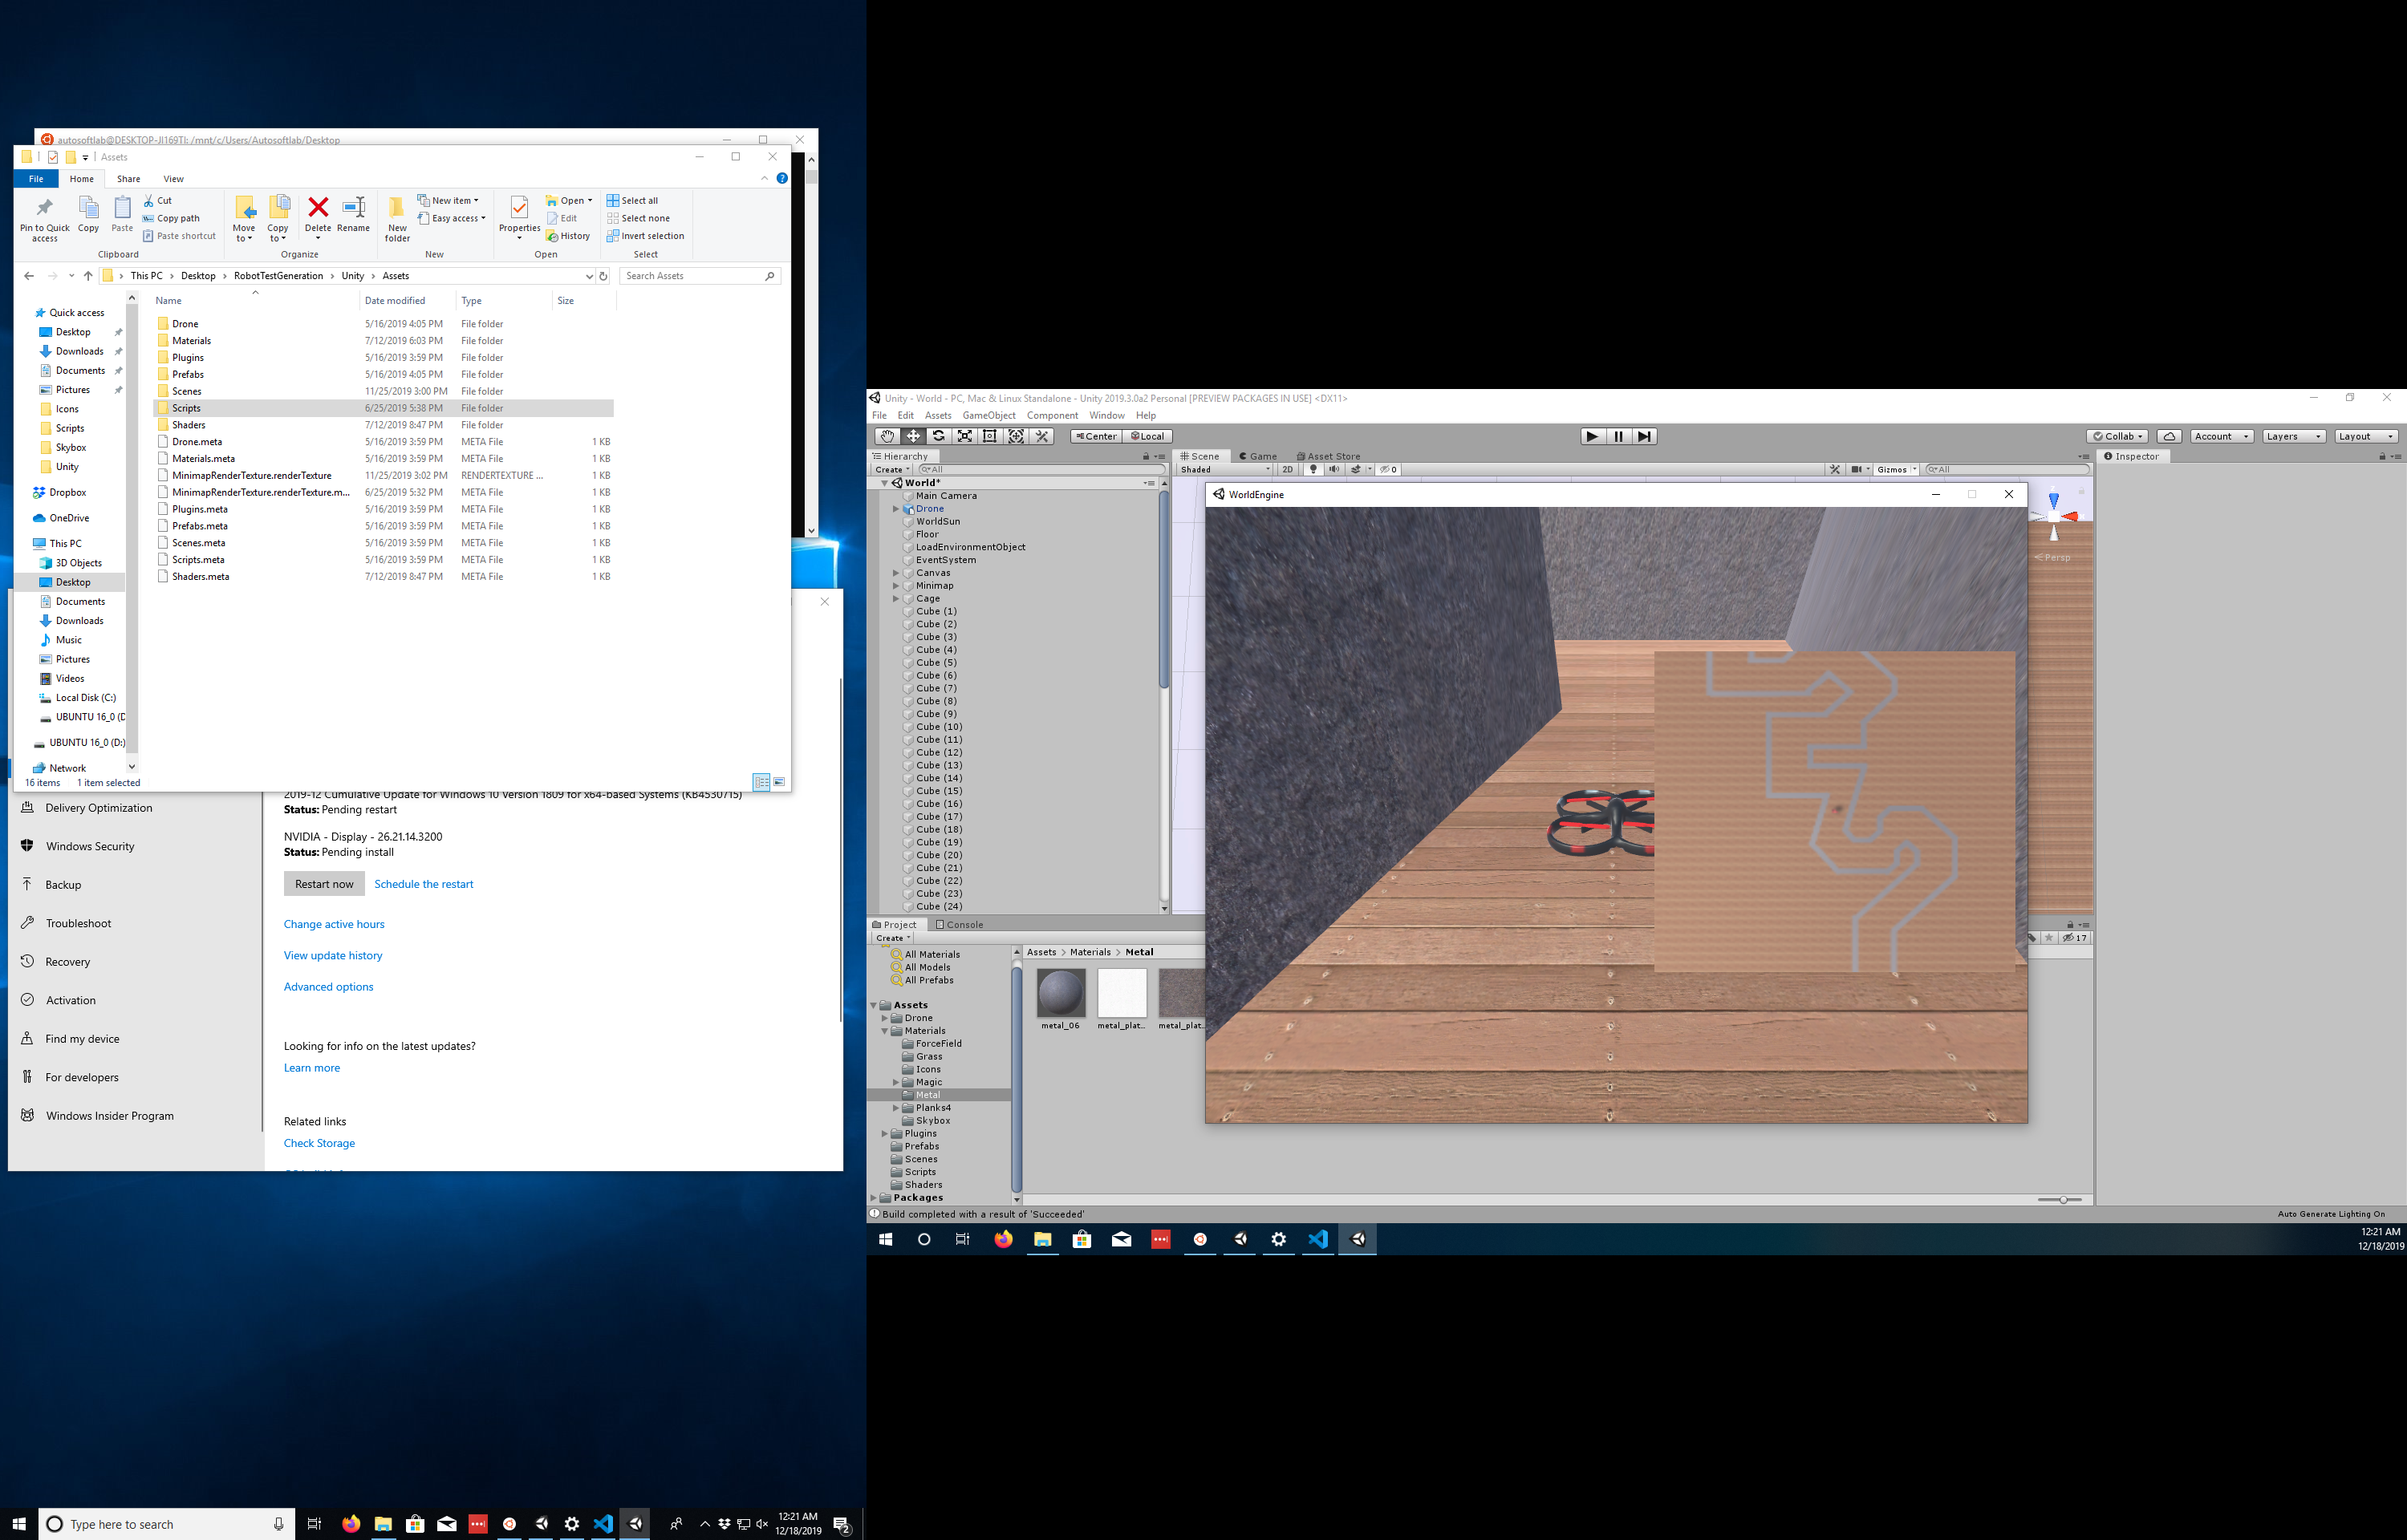 autosoftlab@DESKTOP-JI169TI: /mnt/c/Users/Autosoftlab/Desktop
Assets
File Home Share View
Pin to Quick access
Copy
Paste
Cut
Copy path
Paste shortcut
Clipboard
Move to
Copy to
Delete
Rename
Organize
New folder
New item
Easy access
New
Properties
Open
Edit
History
Open
Select all
Select none
Invert selection
Select
This PC > Desktop > RobotTestGeneration > Unity > Assets
Search Assets
Name Date modified Type Size
Drone 5/16/2019 4:05 PM File folder
Materials 7/12/2019 6:03 PM File folder
Plugins 5/16/2019 3:59 PM File folder
Prefabs 5/16/2019 4:05 PM File folder
Scenes 11/25/2019 3:00 PM File folder
Scripts 6/25/2019 5:38 PM File folder
Shaders 7/12/2019 8:47 PM File folder
Drone.meta 5/16/2019 3:59 PM META File 1 KB
Materials.meta 5/16/2019 3:59 PM META File 1 KB
MinimapRenderTexture.renderTexture 11/25/2019 3:02 PM RENDERTEXTURE ... 1 KB
MinimapRenderTexture.renderTexture.m... 6/25/2019 5:32 PM META File 1 KB
Plugins.meta 5/16/2019 3:59 PM META File 1 KB
Prefabs.meta 5/16/2019 3:59 PM META File 1 KB
Scenes.meta 5/16/2019 3:59 PM META File 1 KB
Scripts.meta 5/16/2019 3:59 PM META File 1 KB
Shaders.meta 7/12/2019 8:47 PM META File 1 KB
Quick access
Desktop
Downloads
Documents
Pictures
Icons
Scripts
Skybox
Unity
Dropbox
OneDrive
This PC
3D Objects
Desktop
Documents
Downloads
Music
Pictures
Videos
Local Disk (C:)
UBUNTU 16_0 (D
UBUNTU 16_0 (D:)
Network
16 items 1 item selected
Delivery Optimization
Windows Security
Backup
Troubleshoot
Recovery
Activation
Find my device
For developers
Windows Insider Program
2019-12 Cumulative Update for Windows 10 Version 1809 for x64-based Systems (KB4530715)
Status: Pending restart
NVIDIA - Display - 26.21.14.3200
Status: Pending install
Restart now Schedule the restart
Change active hours
View update history
Advanced options
Looking for info on the latest updates?
Learn more
Related links
Check Storage
Type here to search
12:21 AM
12/18/2019
2
Unity - World - PC, Mac & Linux Standalone - Unity 2019.3.0a2 Personal [PREVIEW PACKAGES IN USE] <DX11>
File Edit Assets GameObject Component Window Help
Center Local
Collab Account Layers Layout
Hierarchy
Create All
World*
Main Camera
Drone
WorldSun
Floor
LoadEnvironmentObject
EventSystem
Canvas
Minimap
Cage
Cube (1)
Cube (2)
Cube (3)
Cube (4)
Cube (5)
Cube (6)
Cube (7)
Cube (8)
Cube (9)
Cube (10)
Cube (11)
Cube (12)
Cube (13)
Cube (14)
Cube (15)
Cube (16)
Cube (17)
Cube (18)
Cube (19)
Cube (20)
Cube (21)
Cube (22)
Cube (23)
Cube (24)
Scene Game Asset Store
Shaded 2D 0 Gizmos All
WorldEngine
Persp
Inspector
Project Console
Create
17
All Materials
All Models
All Prefabs
Assets
Drone
Materials
ForceField
Grass
Icons
Magic
Metal
Planks4
Skybox
Plugins
Prefabs
Scenes
Scripts
Shaders
Packages
Assets > Materials > Metal
metal_06 metal_plat.. metal_plat..
Build completed with a result of 'Succeeded'
Auto Generate Lighting On
12:21 AM
12/18/2019